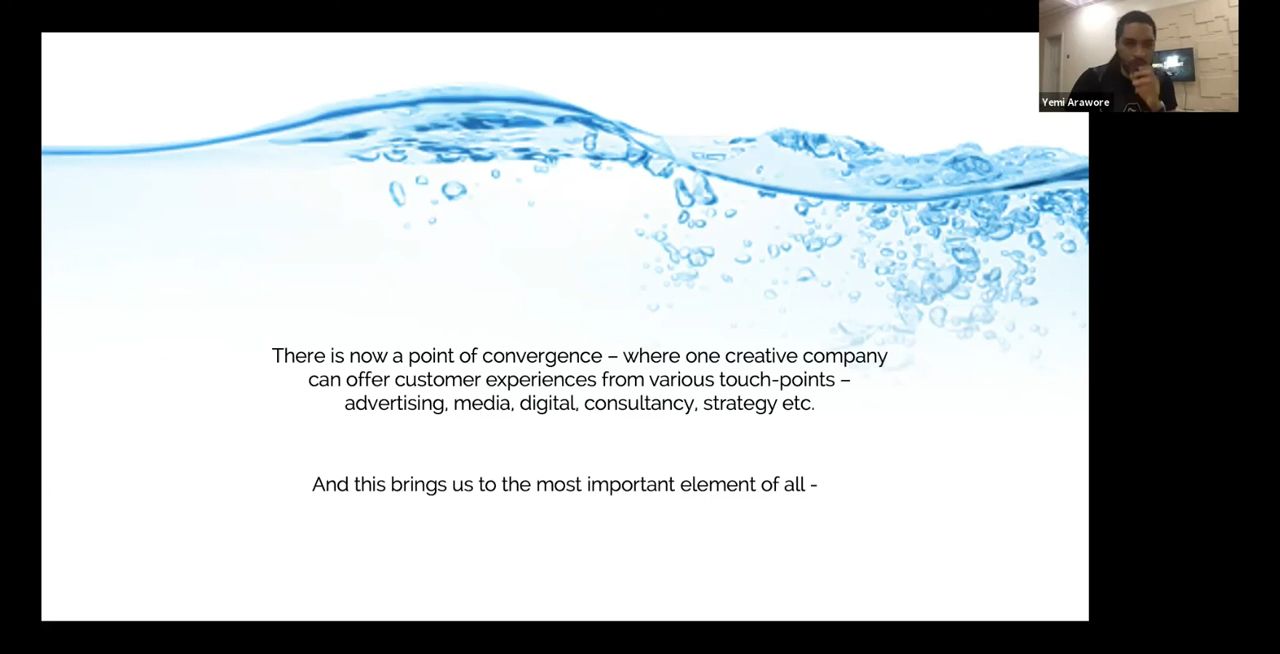 Yemi Arawore
There is now a point of convergence – where one creative company
can offer customer experiences from various touch-points –
advertising, media, digital, consultancy, strategy etc.
And this brings us to the most important element of all -